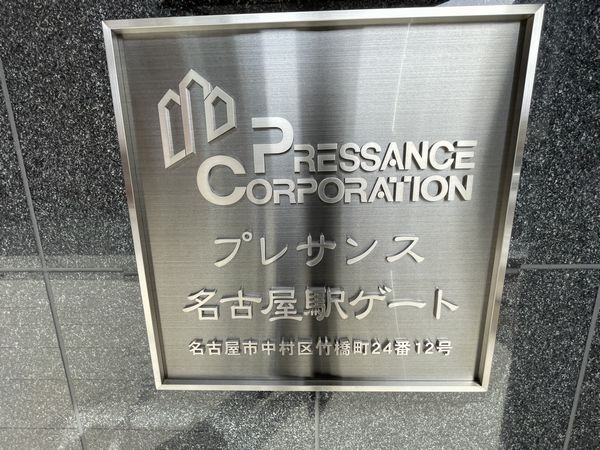 PRESSANCE
CORPORATION
プレサンス
名古屋駅ゲート
名古屋市中村区竹橋町24番12号